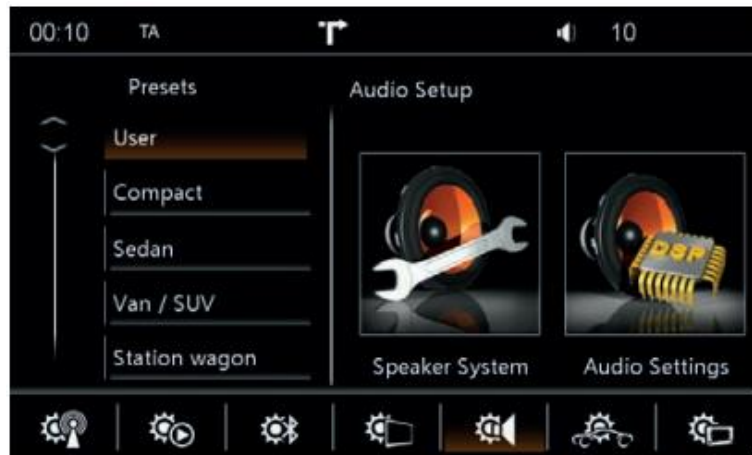 00:10 TA 10
Presets
User
Compact
Sedan
Van / SUV
Station wagon
Audio Setup
DSP
Speaker System
Audio Settings